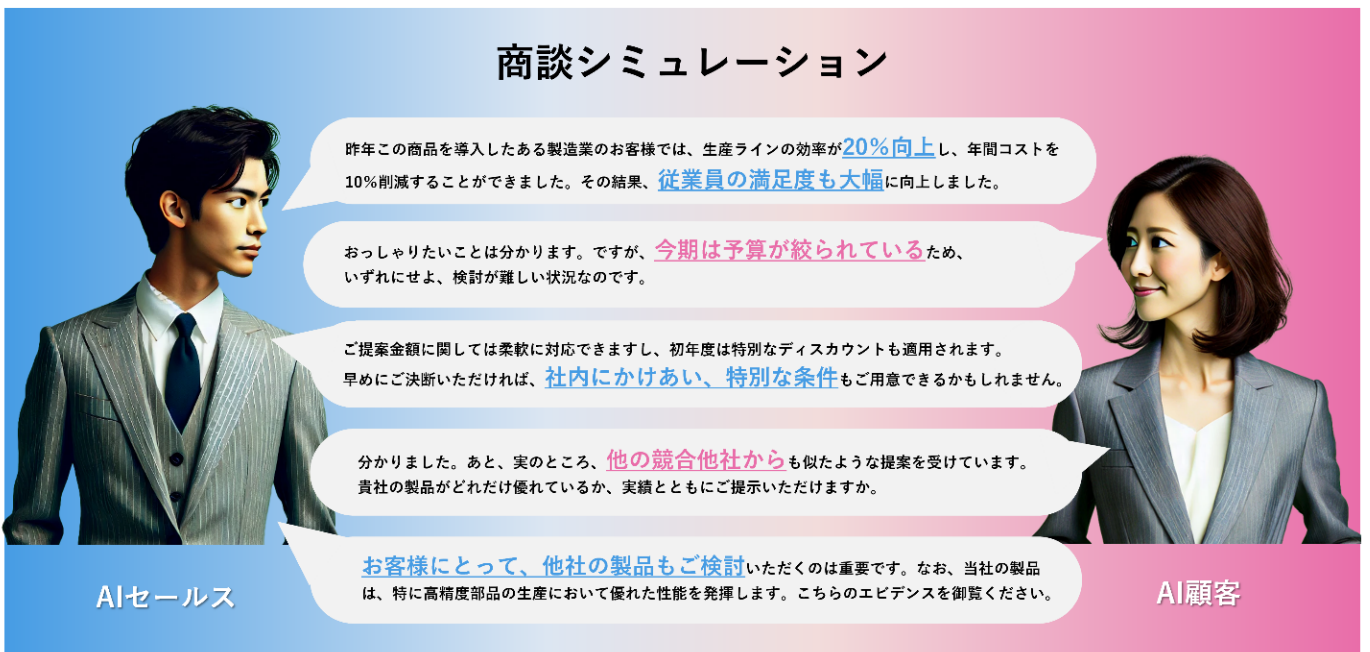 商談シミュレーション
昨年この商品を導入したある製造業のお客様では、生産ラインの効率が20%向上し、年間コストを
10%削減することができました。その結果、従業員の満足度も大幅に向上しました。
おっしゃりたいことは分かります。ですが、今期は予算が絞られているため、
いずれにせよ、検討が難しい状況なのです。
ご提案金額に関しては柔軟に対応できますし、初年度は特別なディスカウントも適用されます。
早めにご決断いただければ、社内にかけあい、特別な条件もご用意できるかもしれません。
分かりました。あと、実のところ、他の競合他社からも似たような提案を受けています。
貴社の製品がどれだけ優れているか、実績とともにご提示いただけますか。
お客様にとって、他社の製品もご検討いただくのは重要です。なお、当社の製品
は、特に高精度部品の生産において優れた性能を発揮します。こちらのエビデンスを御覧ください。
AIセールス
AI顧客